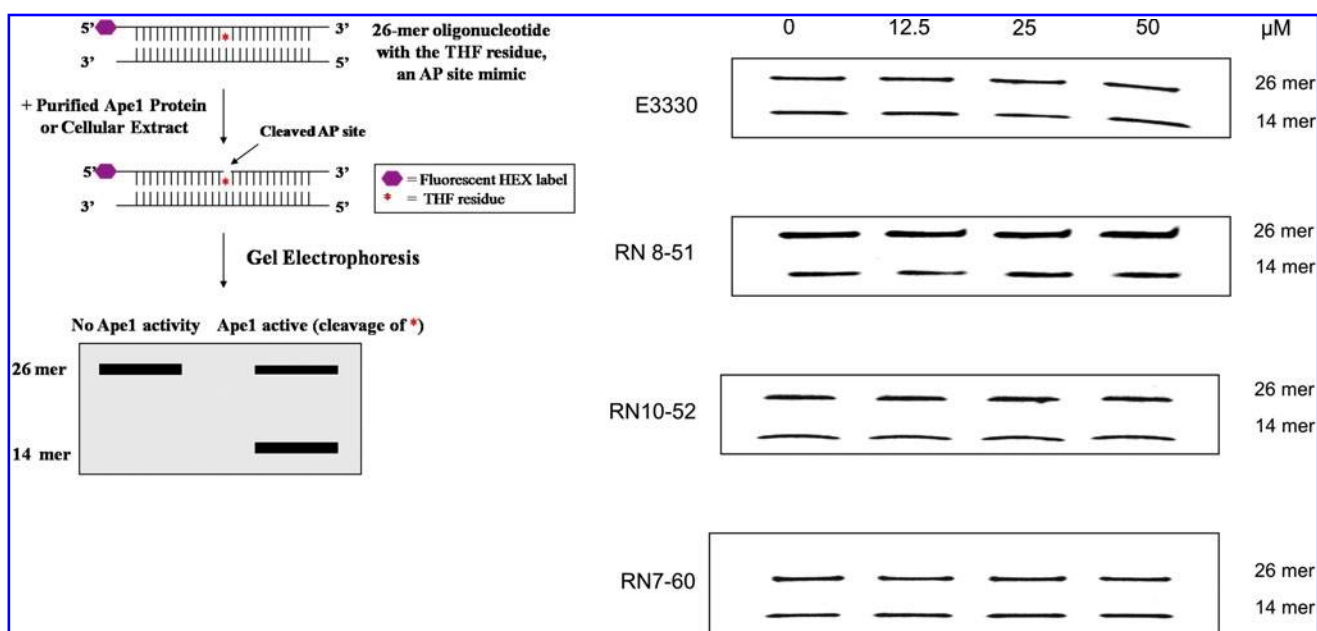 5' 3' 26-mer oligonucleotide
with the THF residue,
3' 5' an AP site mimic
+ Purified Ape1 Protein
or Cellular Extract
Cleaved AP site
5' 3'
= Fluorescent HEX label
* = THF residue
3' 5'
Gel Electrophoresis
No Ape1 activity Ape1 active (cleavage of *)
26 mer
14 mer
0 12.5 25 50 µM
E3330
26 mer
14 mer
RN 8-51
26 mer
14 mer
RN10-52
26 mer
14 mer
RN7-60
26 mer
14 mer